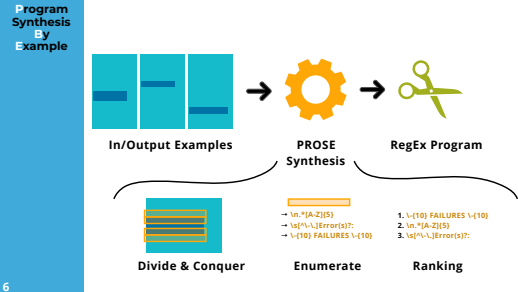 Program
Synthesis
By
Example
In/Output Examples
PROSE
Synthesis
RegEx Program
→ \n.*[A-Z]{5}
→ \s[^\-\.]Error(s)?:
→ \-{10} FAILURES \-{10}
1. \-{10} FAILURES \-{10}
2. \n.*[A-Z]{5}
3. \s[^\-\.]Error(s)?:
Divide & Conquer
Enumerate
Ranking
6